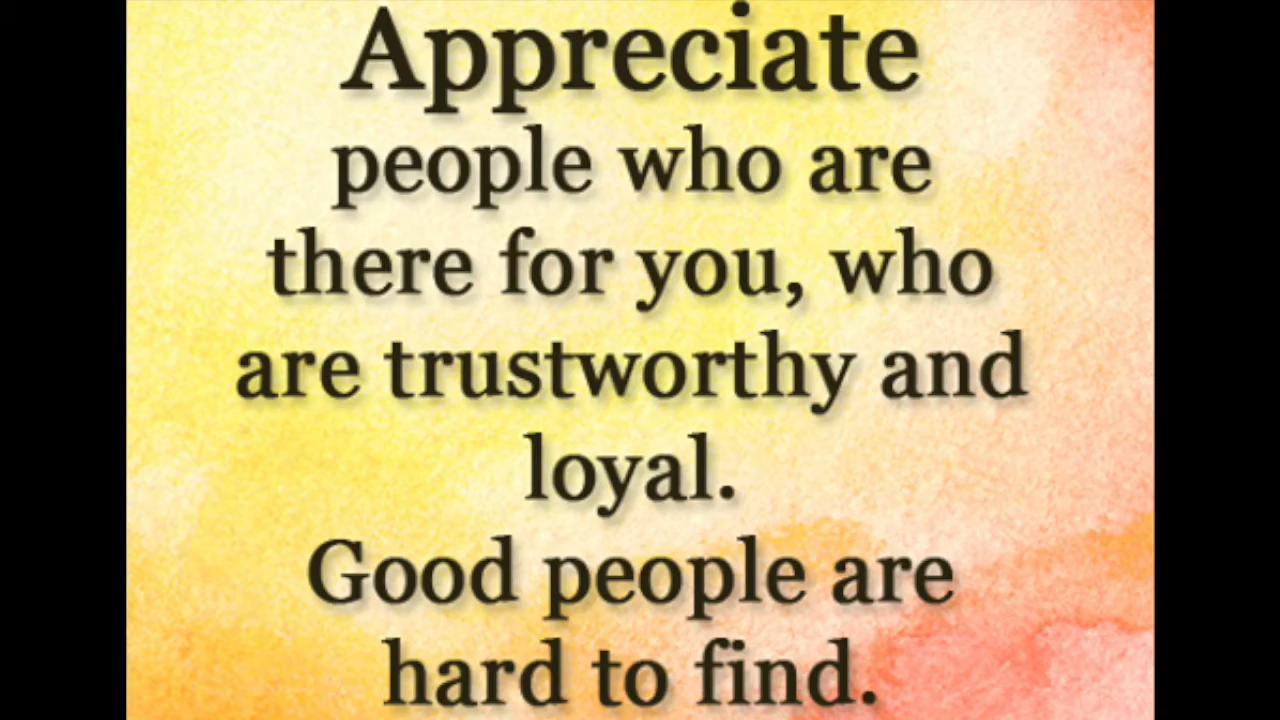 Appreciate
people who are
there for you, who
are trustworthy and
loyal.
Good people are
hard to find.